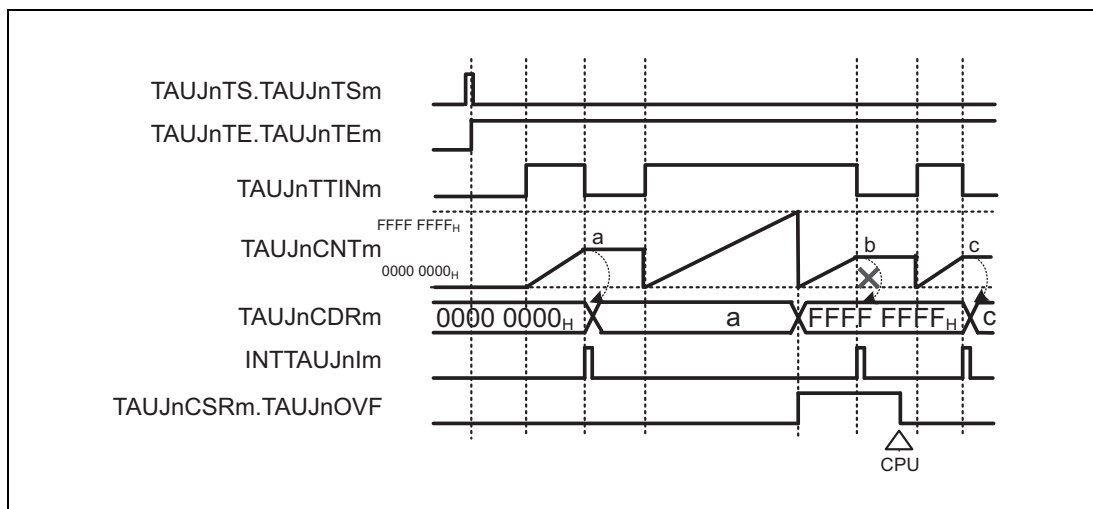 TAUJnTS.TAUJnTSm
TAUJnTE.TAUJnTEm
TAUJnTTINm
FFFF FFFFH
TAUJnCNTm
a
b
c
0000 0000H
TAUJnCDRm
0000 0000H
a
FFFF FFFFH
c
INTTAUJnIm
TAUJnCSRm.TAUJnOVF
CPU